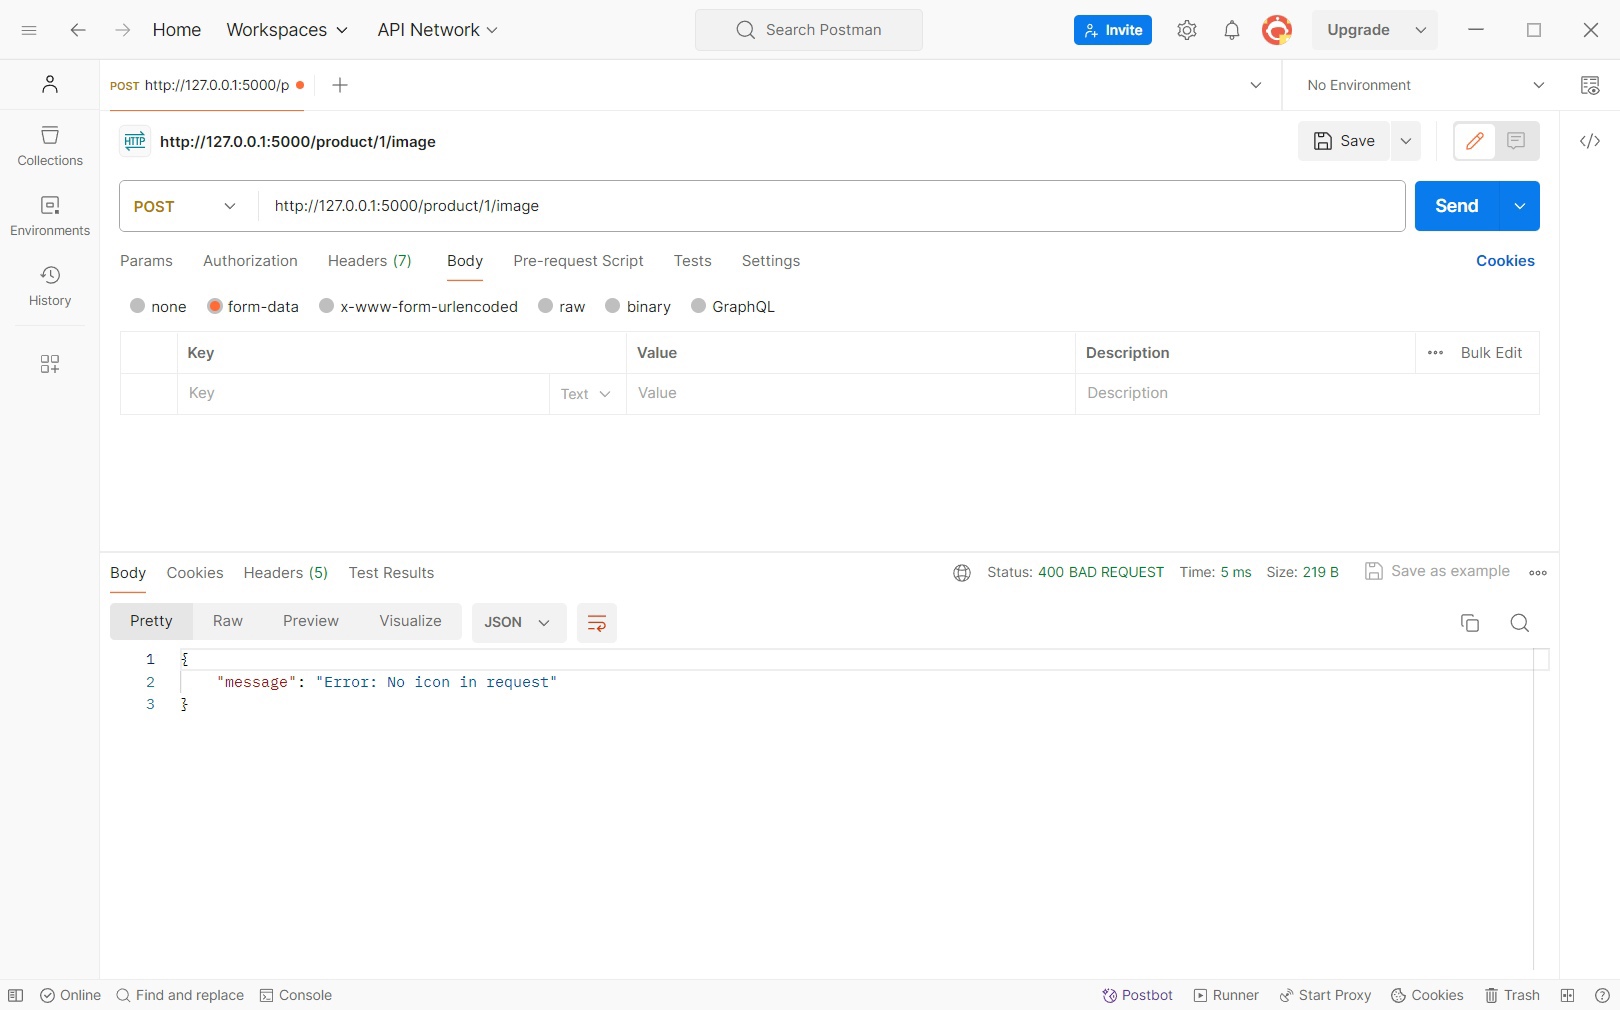 Home Workspaces API Network Search Postman Invite Upgrade
POST http://127.0.0.1:5000/p No Environment
HTTP http://127.0.0.1:5000/product/1/image Save
Collections
Environments
History
POST http://127.0.0.1:5000/product/1/image Send
Params Authorization Headers (7) Body Pre-request Script Tests Settings Cookies
none form-data x-www-form-urlencoded raw binary GraphQL
Key Value Description Bulk Edit
Key Text Value Description
Body Cookies Headers (5) Test Results Status: 400 BAD REQUEST Time: 5 ms Size: 219 B Save as example
Pretty Raw Preview Visualize JSON
1 {
2 "message": "Error: No icon in request"
3 }
Online Find and replace Console Postbot Runner Start Proxy Cookies Trash